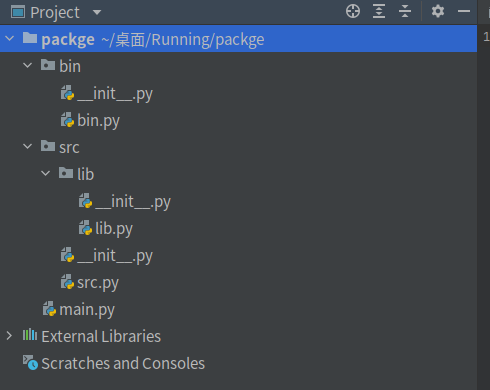 Project
packge ~/桌面/Running/packge
bin
__init__.py
bin.py
src
lib
__init__.py
lib.py
__init__.py
src.py
main.py
External Libraries
Scratches and Consoles
1